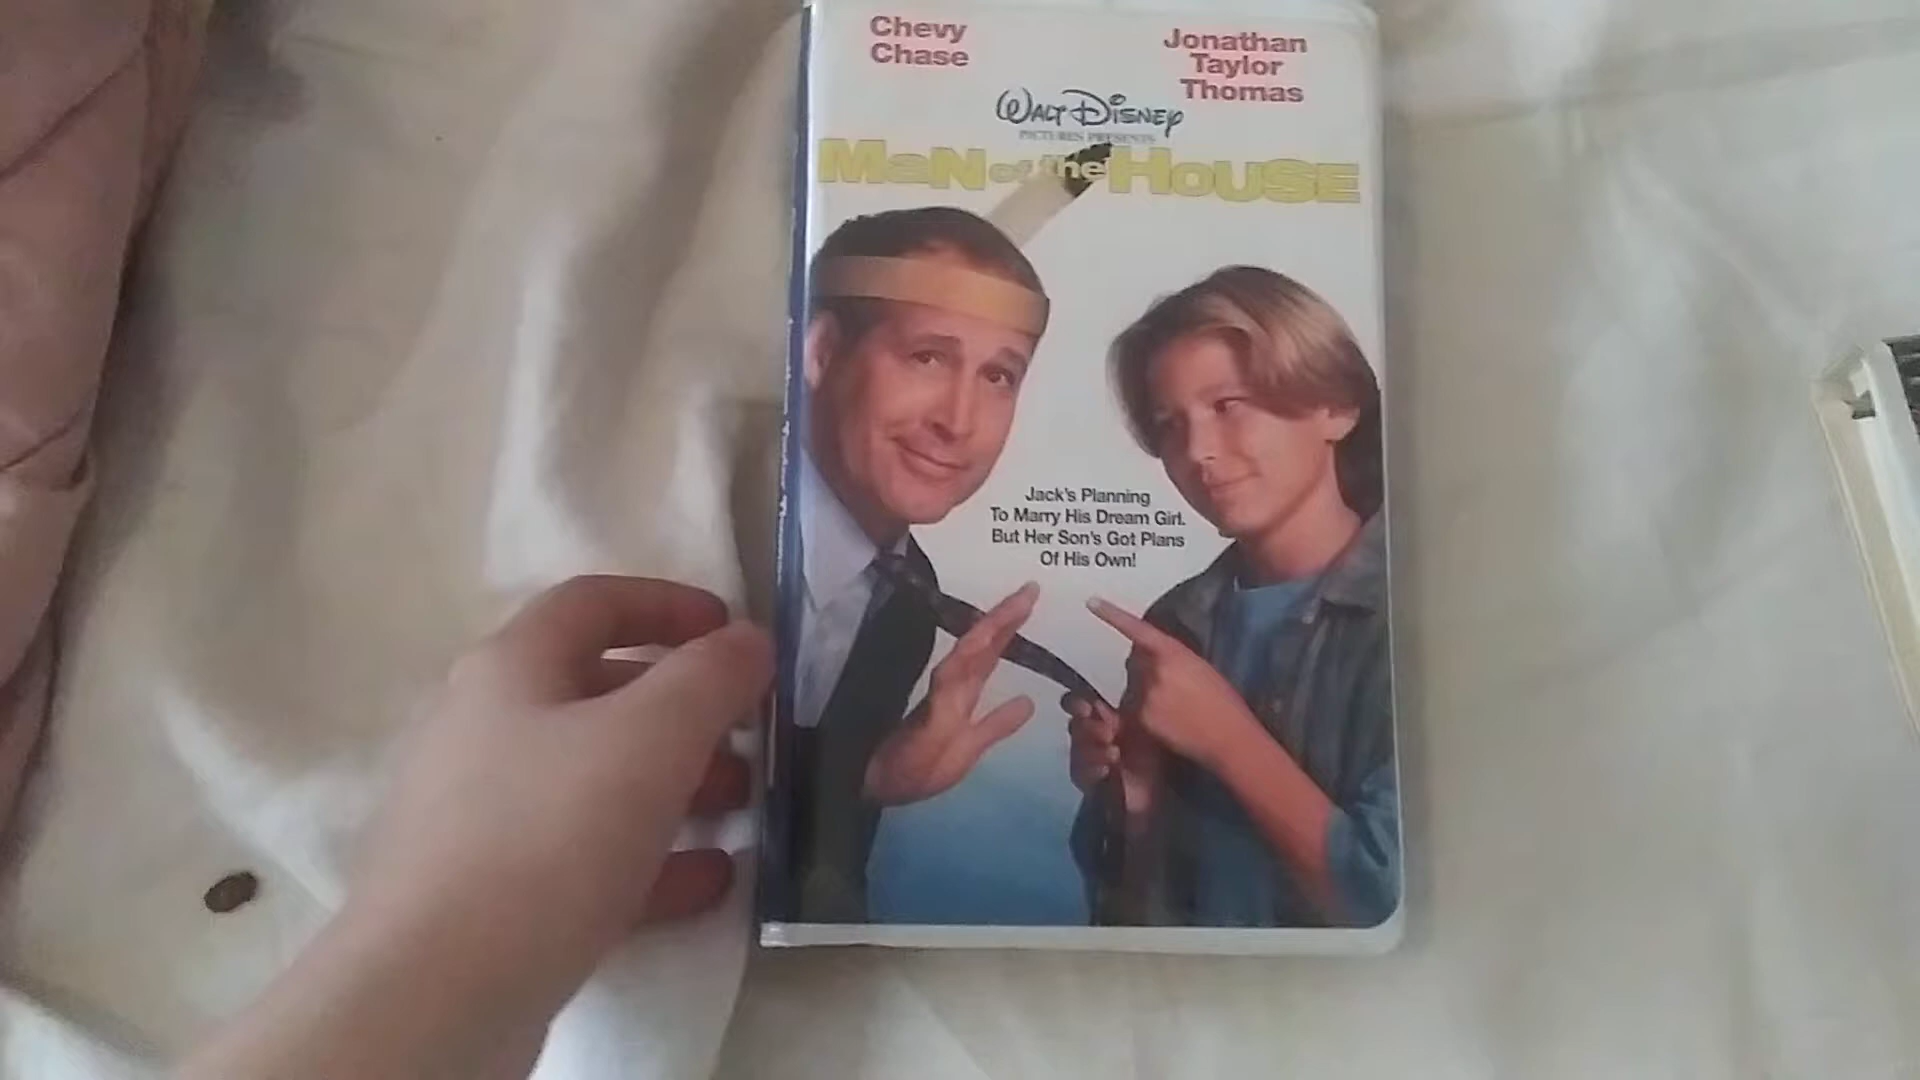 Chevy
Chase
Jonathan
Taylor
Thomas
WALT DISNEY
PICTURES PRESENTS
MaN of the HoUSE
Jack's Planning
To Marry His Dream Girl.
But Her Son's Got Plans
Of His Own!